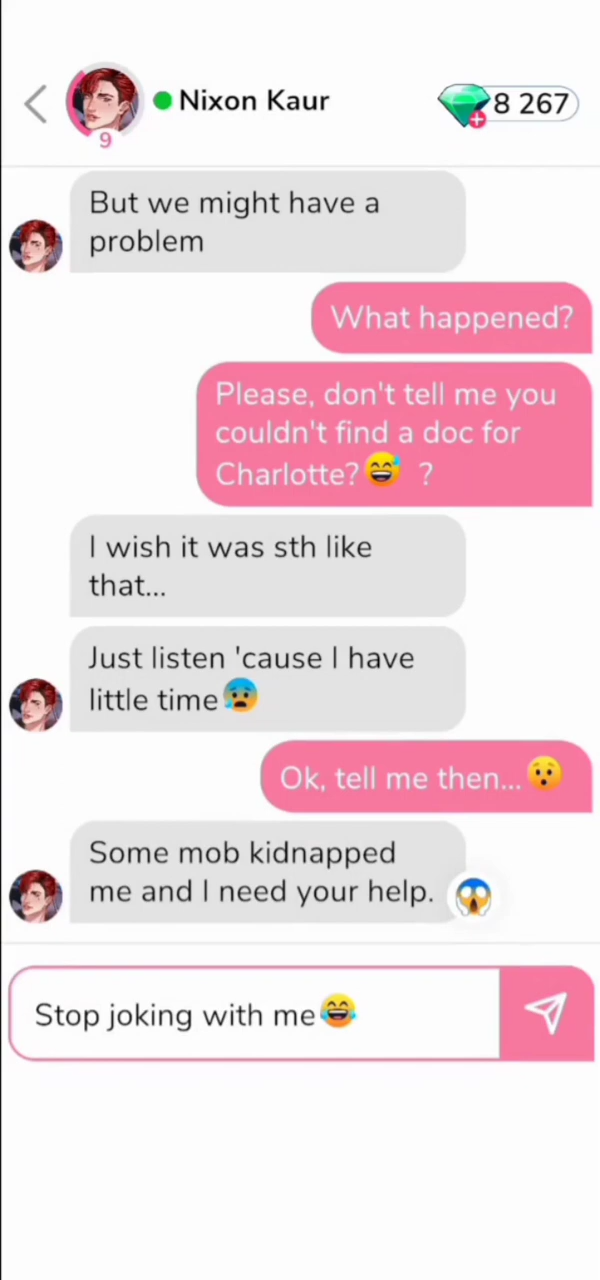 Nixon Kaur
8 267
9
But we might have a
problem
What happened?
Please, don't tell me you
couldn't find a doc for
Charlotte?😅 ?
I wish it was sth like
that...
Just listen 'cause I have
little time😰
Ok, tell me then...😯
Some mob kidnapped
me and I need your help.
😱
Stop joking with me😂